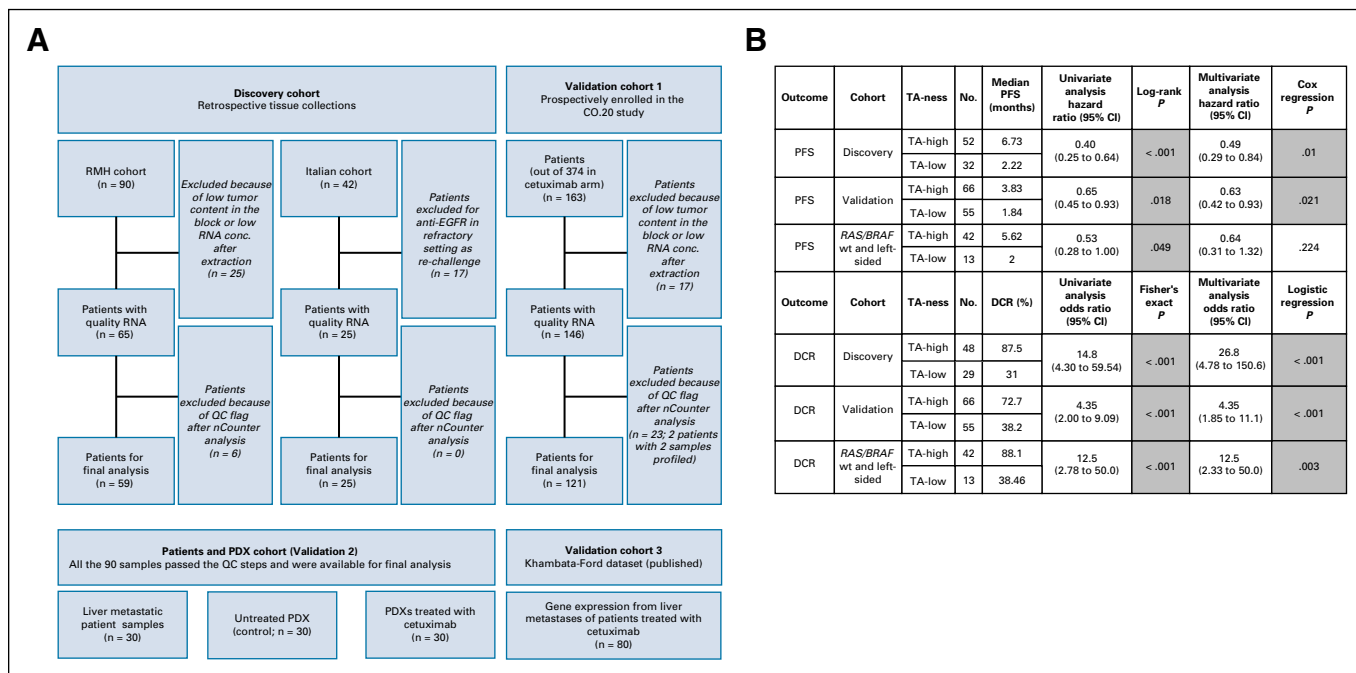 A
Discovery cohort
Retrospective tissue collections
Validation cohort 1
Prospectively enrolled in the
CO.20 study
RMH cohort
(n = 90)
Excluded because
of low tumor
content in the
block or low
RNA conc.
after
extraction
(n = 25)
Italian cohort
(n = 42)
Patients
excluded for
anti-EGFR in
refractory
setting as
re-challenge
(n = 17)
Patients
(out of 374 in
cetuximab arm)
(n = 163)
Patients
excluded because
of low tumor
content in the
block or low
RNA conc.
after
extraction
(n = 17)
Patients with
quality RNA
(n = 65)
Patients
excluded because
of QC flag
after nCounter
analysis
(n = 6)
Patients with
quality RNA
(n = 25)
Patients
excluded because
of QC flag
after nCounter
analysis
(n = 0)
Patients with
quality RNA
(n = 146)
Patients
excluded because
of QC flag
after nCounter
analysis
(n = 23; 2 patients
with 2 samples
profiled)
Patients for
final analysis
(n = 59)
Patients for
final analysis
(n = 25)
Patients for
final analysis
(n = 121)
Patients and PDX cohort (Validation 2)
All the 90 samples passed the QC steps and were available for final analysis
Validation cohort 3
Khambata-Ford dataset (published)
Liver metastatic
patient samples
(n = 30)
Untreated PDX
(control; n = 30)
PDXs treated with
cetuximab
(n = 30)
Gene expression from liver
metastases of patients treated with
cetuximab
(n = 80)
B
Outcome Cohort TA-ness No. Median PFS (months) Univariate analysis hazard ratio (95% CI) Log-rank P Multivariate analysis hazard ratio (95% CI) Cox regression P
PFS Discovery TA-high 52 6.73 0.40 (0.25 to 0.64) < .001 0.49 (0.29 to 0.84) .01
TA-low 32 2.22
PFS Validation TA-high 66 3.83 0.65 (0.45 to 0.93) .018 0.63 (0.42 to 0.93) .021
TA-low 55 1.84
PFS RAS/BRAF wt and left-sided TA-high 42 5.62 0.53 (0.28 to 1.00) .049 0.64 (0.31 to 1.32) .224
TA-low 13 2
Outcome Cohort TA-ness No. DCR (%) Univariate analysis odds ratio (95% CI) Fisher's exact P Multivariate analysis odds ratio (95% CI) Logistic regression P
DCR Discovery TA-high 48 87.5 14.8 (4.30 to 59.54) < .001 26.8 (4.78 to 150.6) < .001
TA-low 29 31
DCR Validation TA-high 66 72.7 4.35 (2.00 to 9.09) < .001 4.35 (1.85 to 11.1) < .001
TA-low 55 38.2
DCR RAS/BRAF wt and left-sided TA-high 42 88.1 12.5 (2.78 to 50.0) < .001 12.5 (2.33 to 50.0) .003
TA-low 13 38.46